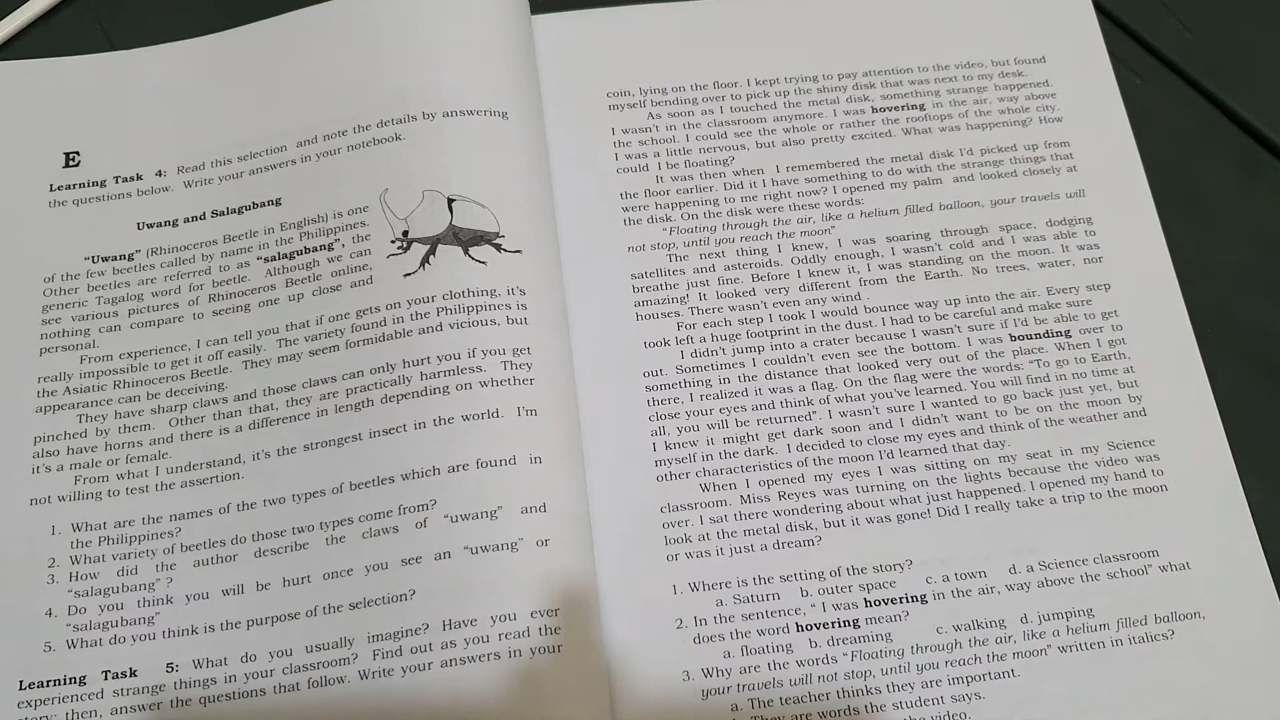 E
Learning Task 4: Read this selection and note the details by answering
the questions below. Write your answers in your notebook.
Uwang and Salagubang
"Uwang" (Rhinoceros Beetle in English) is one
of the few beetles called by name in the Philippines.
Other beetles are referred to as "salagubang", the
generic Tagalog word for beetle. Although we can
see various pictures of Rhinoceros Beetle online,
nothing can compare to seeing one up close and
personal.
From experience, I can tell you that if one gets on your clothing, it's
really impossible to get it off easily. The variety found in the Philippines is
the Asiatic Rhinoceros Beetle. They may seem formidable and vicious, but
appearance can be deceiving.
They have sharp claws and those claws can only hurt you if you get
pinched by them. Other than that, they are practically harmless. They
also have horns and there is a difference in length depending on whether
it's a male or female.
From what I understand, it's the strongest insect in the world. I'm
not willing to test the assertion.
1. What are the names of the two types of beetles which are found in
the Philippines?
2. What variety of beetles do those two types come from?
3. How did the author describe the claws of "uwang" and
"salagubang" ?
4. Do you think you will be hurt once you see an "uwang" or
"salagubang"
5. What do you think is the purpose of the selection?
Learning Task 5: What do you usually imagine? Have you ever
experienced strange things in your classroom? Find out as you read the
story; then, answer the questions that follow. Write your answers in your
coin, lying on the floor. I kept trying to pay attention to the video, but found
myself bending over to pick up the shiny disk that was next to my desk.
As soon as I touched the metal disk, something strange happened.
I wasn't in the classroom anymore. I was hovering in the air, way above
the school. I could see the whole or rather the rooftops of the whole city.
I was a little nervous, but also pretty excited. What was happening? How
could I be floating?
It was then when I remembered the metal disk I'd picked up from
the floor earlier. Did it I have something to do with the strange things that
were happening to me right now? I opened my palm and looked closely at
the disk. On the disk were these words:
"Floating through the air, like a helium filled balloon, your travels will
not stop, until you reach the moon"
The next thing I knew, I was soaring through space, dodging
satellites and asteroids. Oddly enough, I wasn't cold and I was able to
breathe just fine. Before I knew it, I was standing on the moon. It was
amazing! It looked very different from the Earth. No trees, water, nor
houses. There wasn't even any wind .
For each step I took I would bounce way up into the air. Every step
took left a huge footprint in the dust. I had to be careful and make sure
I didn't jump into a crater because I wasn't sure if I'd be able to get
out. Sometimes I couldn't even see the bottom. I was bounding over to
something in the distance that looked very out of the place. When I got
there, I realized it was a flag. On the flag were the words: "To go to Earth,
close your eyes and think of what you've learned. You will find in no time at
all, you will be returned". I wasn't sure I wanted to go back just yet, but
I knew it might get dark soon and I didn't want to be on the moon by
myself in the dark. I decided to close my eyes and think of the weather and
other characteristics of the moon I'd learned that day.
When I opened my eyes I was sitting on my seat in my Science
classroom. Miss Reyes was turning on the lights because the video was
over. I sat there wondering about what just happened. I opened my hand to
look at the metal disk, but it was gone! Did I really take a trip to the moon
or was it just a dream?
1. Where is the setting of the story?
a. Saturn b. outer space c. a town d. a Science classroom
2. In the sentence, " I was hovering in the air, way above the school" what
does the word hovering mean?
a. floating b. dreaming c. walking d. jumping
3. Why are the words "Floating through the air, like a helium filled balloon,
your travels will not stop, until you reach the moon" written in italics?
a. The teacher thinks they are important.
They are words the student says.
the video.